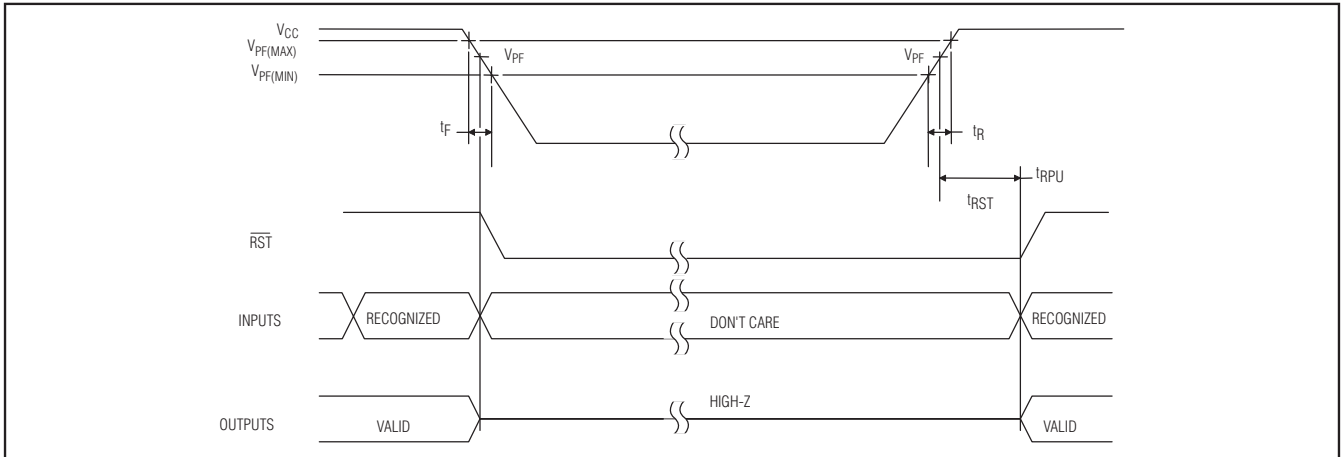 VCC
VPF(MAX)
VPF(MIN)
VPF
VPF
tF
tR
tRPU
tRST
RST
INPUTS
RECOGNIZED
DON'T CARE
RECOGNIZED
HIGH-Z
OUTPUTS
VALID
VALID